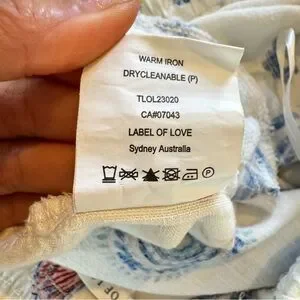 WARM IRON
DRYCLEANABLE (P)
TLOL23020
CA#07043
LABEL OF LOVE
Sydney Australia
P